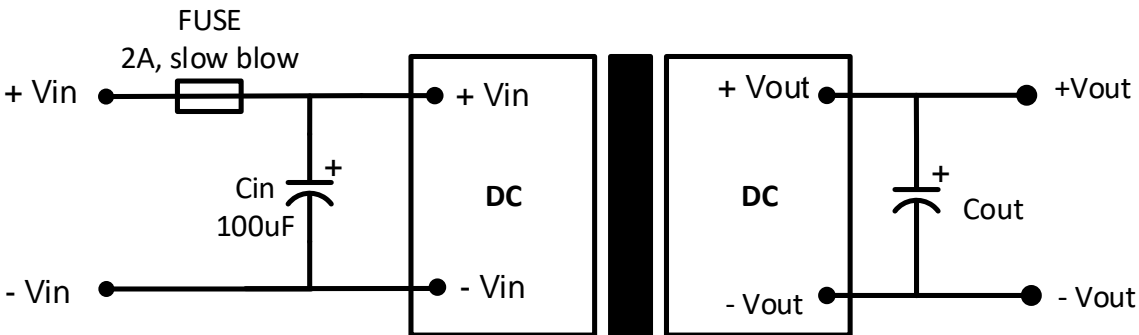 FUSE
2A, slow blow
+ Vin
+ Vin
+ Vout
+Vout
+
+
Cin
100uF
DC
DC
Cout
- Vin
- Vin
- Vout
- Vout